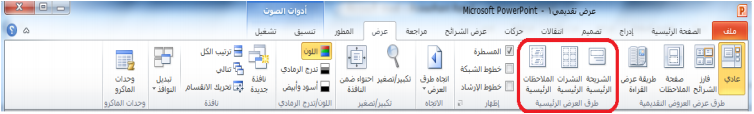 عرض تقديمي١ - Microsoft PowerPoint
أدوات الصوت
ملف الصفحة الرئيسية إدراج تصميم انتقالات حركات عرض الشرائح مراجعة عرض المطور تنسيق تشغيل
عادي
فارز الشرائح
صفحة الملاحظات
طريقة عرض القراءة
طرق عرض العروض التقديمية
الشريحة الرئيسية
النشرات الرئيسية
الملاحظات الرئيسية
طرق العرض الرئيسية
المسطرة
خطوط الشبكة
خطوط الإرشاد
إظهار
اتجاه طرق العرض
الاتجاه
تكبير/تصغير
احتواء ضمن النافذة
تكبير/تصغير
اللون
تدرج الرمادي
أسود وأبيض
اللون/تدرج الرمادي
نافذة جديدة
ترتيب الكل
تتالي
تحريك الانقسام
تبديل النوافذ
نافذة
وحدات الماكرو
وحدات الماكرو